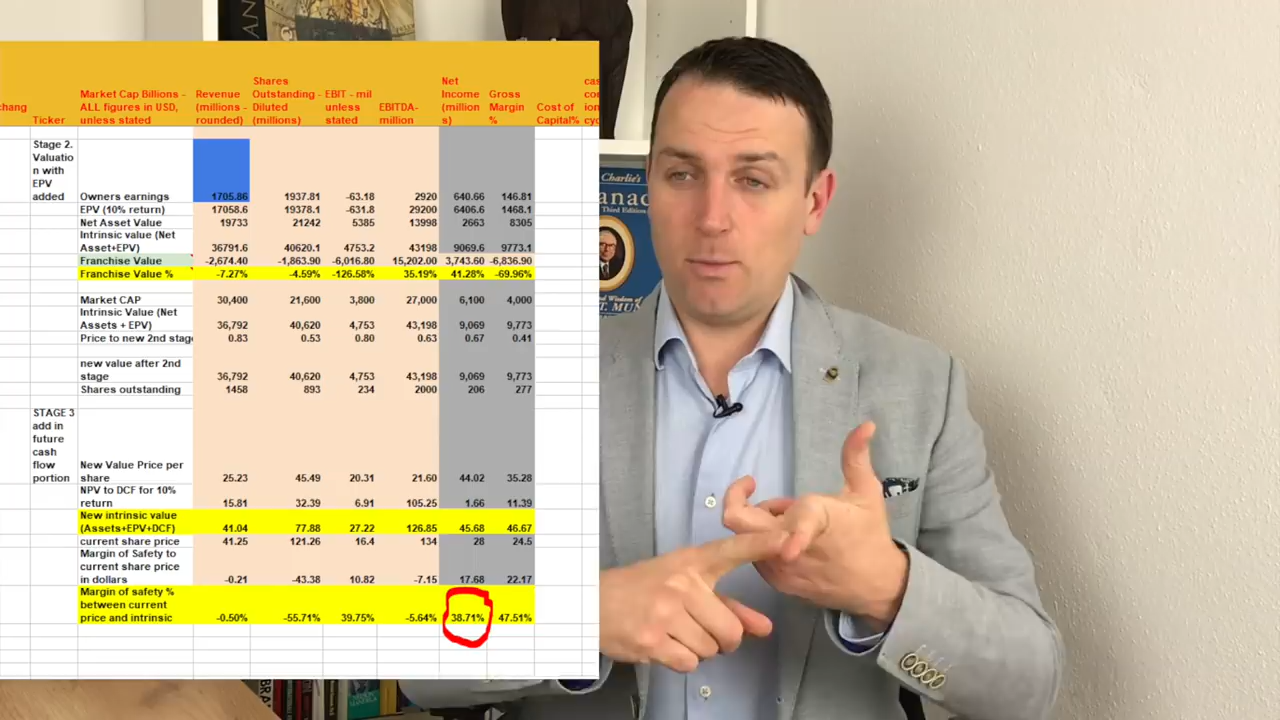 Shares
Net
cas
Market Cap Billions - Revenue Outstanding - EBIT - mil Income Gross co
hang ALL figures in USD, (millions - Diluted unless EBITDA- (million Margin Cost of ion
Ticker unless stated rounded) (millions) stated million s) % Capital% cyc
Stage 2.
Valuatio
n with
EPV
added Owners earnings 1705.86 1937.81 -63.18 2920 640.66 146.81
EPV (10% return) 17058.6 19378.1 -631.8 29200 6406.6 1468.1
Net Asset Value 19733 21242 5385 13998 2663 8305
Intrinsic value (Net
Asset+EPV) 36791.6 40620.1 4753.2 43198 9069.6 9773.1
Franchise Value -2,674.40 -1,863.90 -6,016.80 15,202.00 3,743.60 -6,836.90
Franchise Value % -7.27% -4.59% -126.58% 35.19% 41.28% -69.96%
Market CAP 30,400 21,600 3,800 27,000 6,100 4,000
Intrinsic Value (Net
Assets + EPV) 36,792 40,620 4,753 43,198 9,069 9,773
Price to new 2nd stag 0.83 0.53 0.80 0.63 0.67 0.41
new value after 2nd
stage 36,792 40,620 4,753 43,198 9,069 9,773
Shares outstanding 1458 893 234 2000 206 277
STAGE 3
add in
future
cash
flow New Value Price per
portion share 25.23 45.49 20.31 21.60 44.02 35.28
NPV to DCF for 10%
return 15.81 32.39 6.91 105.25 1.66 11.39
New intrinsic value
(Assets+EPV+DCF) 41.04 77.88 27.22 126.85 45.68 46.67
current share price 41.25 121.26 16.4 134 28 24.5
Margin of Safety to
current share price
in dollars -0.21 -43.38 10.82 -7.15 17.68 22.17
Margin of safety %
between current
price and intrinsic -0.50% -55.71% 39.75% -5.64% 38.71% 47.51%
Charlie's
anac
Third Edition
nd Wisdom of
T. MUN